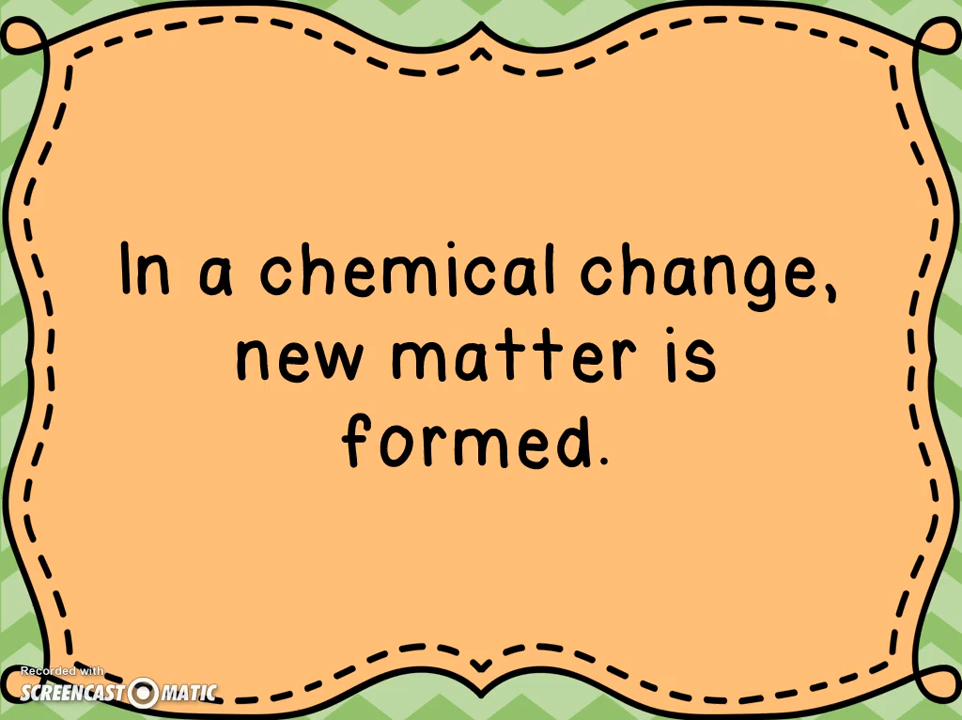 In a chemical change,
new matter is
formed.
Recorded with
SCREENCAST MATIC